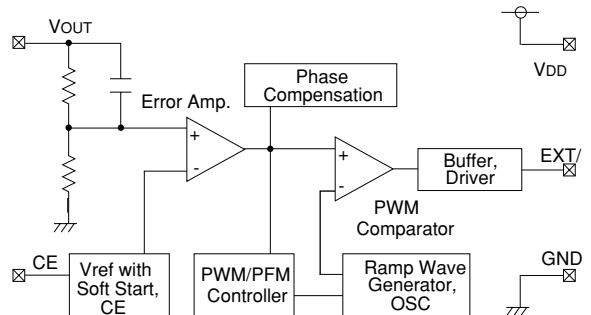 VOUT
VDD
Phase
Compensation
Error Amp.
+
-
+
-
Buffer,
Driver
EXT/
PWM
Comparator
CE
Vref with
Soft Start,
CE
PWM/PFM
Controller
Ramp Wave
Generator,
OSC
GND